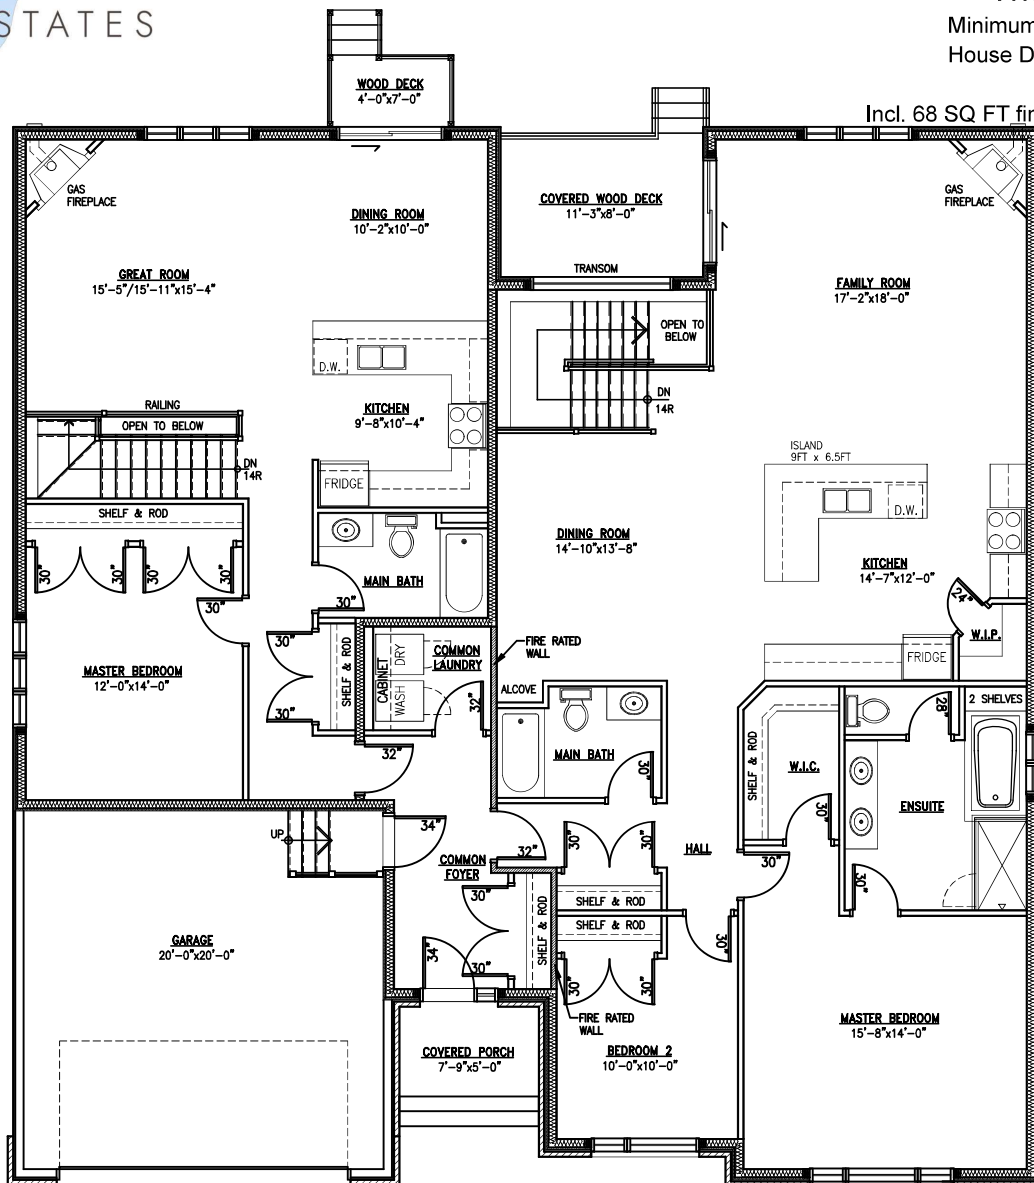 STATES
Minimum
House D
Incl. 68 SQ FT fir
WOOD DECK
4'-0"x7'-0"
GAS
FIREPLACE
DINING ROOM
10'-2"x10'-0"
COVERED WOOD DECK
11'-3"x8'-0"
GAS
FIREPLACE
GREAT ROOM
15'-5"/15'-11"x15'-4"
TRANSOM
FAMILY ROOM
17'-2"x18'-0"
OPEN TO
BELOW
D.W.
DN
14R
RAILING
OPEN TO BELOW
KITCHEN
9'-8"x10'-4"
DN
14R
FRIDGE
ISLAND
9FT x 6.5FT
D.W.
SHELF & ROD
DINING ROOM
14'-10"x13'-8"
KITCHEN
14'-7"x12'-0"
30"
30"
30"
30"
MAIN BATH
30"
30"
24"
W.I.P.
FRIDGE
30"
30"
SHELF & ROD
CABINET
DRY
WASH
COMMON
LAUNDRY
32"
FIRE RATED
WALL
MASTER BEDROOM
12'-0"x14'-0"
ALCOVE
MAIN BATH
30"
SHELF & ROD
W.I.C.
30"
28"
2 SHELVES
ENSUITE
30"
32"
UP
34"
COMMON
FOYER
32"
30"
30"
HALL
30"
SHELF & ROD
SHELF & ROD
30"
30"
30"
SHELF & ROD
34"
30"
30"
GARAGE
20'-0"x20'-0"
FIRE RATED
WALL
MASTER BEDROOM
15'-8"x14'-0"
COVERED PORCH
7'-9"x5'-0"
BEDROOM 2
10'-0"x10'-0"